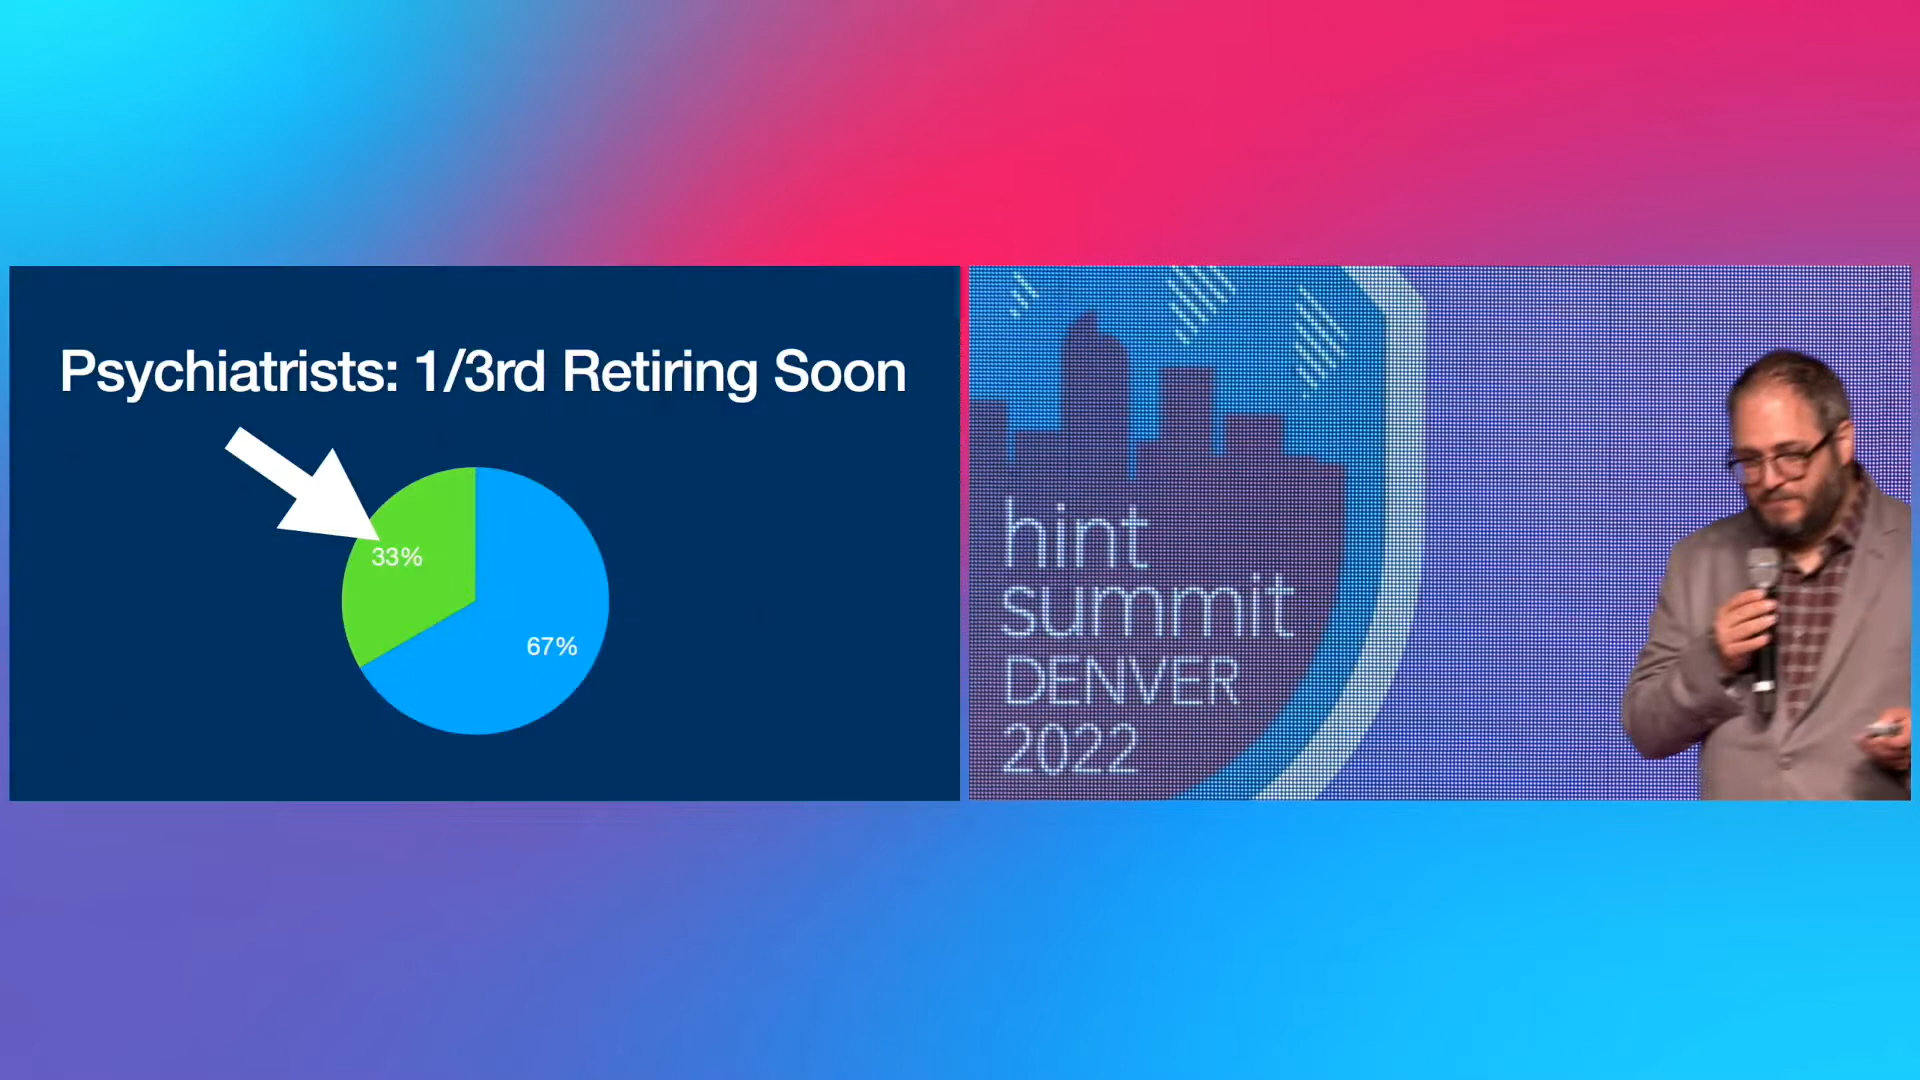 Psychiatrists: 1/3rd Retiring Soon
33%
67%
hint
summit
DENVER
2022